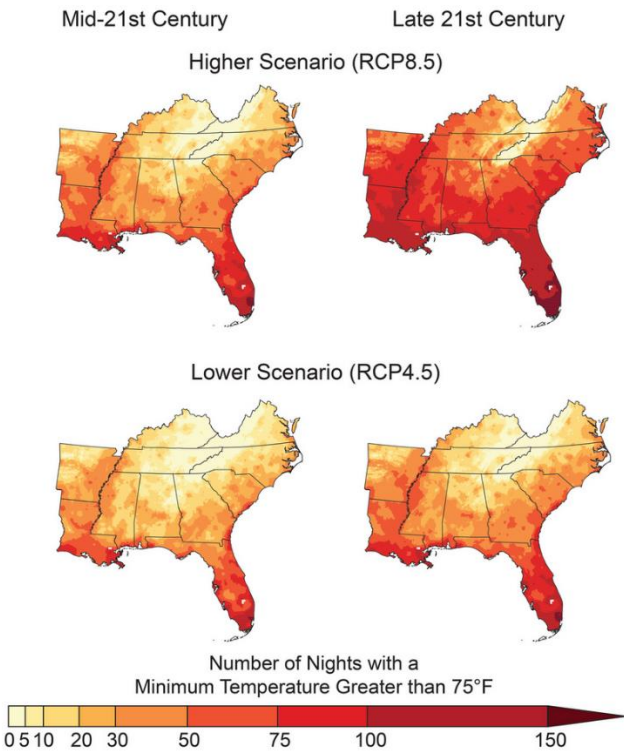 Mid-21st Century Late 21st Century
Higher Scenario (RCP8.5)
Lower Scenario (RCP4.5)
Number of Nights with a
Minimum Temperature Greater than 75°F
0 5 10 20 30 50 75 100 150